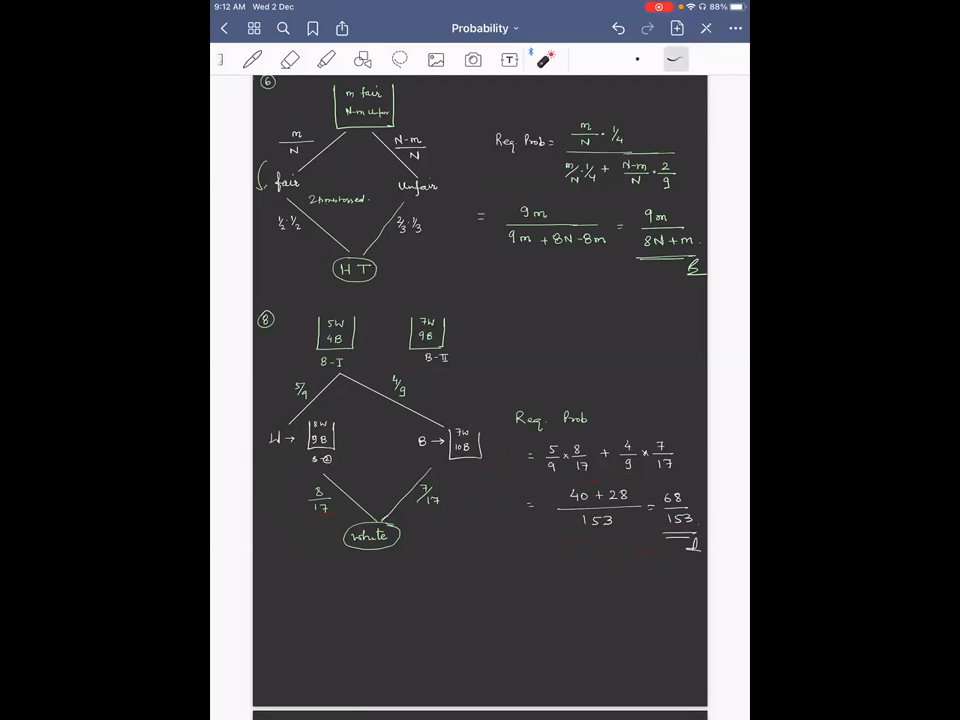 9:12 AM Wed 2 Dec
88%
Probability
T
6
m fair
N-m Unfair
m/N
N-m/N
fair
Unfair
2 times tossed.
1/2 · 1/2
2/3 · 1/3
H T
Req. Prob = (m/N · 1/4) / (m/N · 1/4 + N-m/N · 2/9)
= 9m / (9m + 8N - 8m) = 9m / (8N + m).
B
8
5W
4B
B-I
7W
9B
B-II
5/9
4/9
W →
8W
9B
B-②
B →
7W
10B
8/17
7/17
White
Req. Prob
= 5/9 × 8/17 + 4/9 × 7/17
= (40 + 28) / 153 = 68/153.